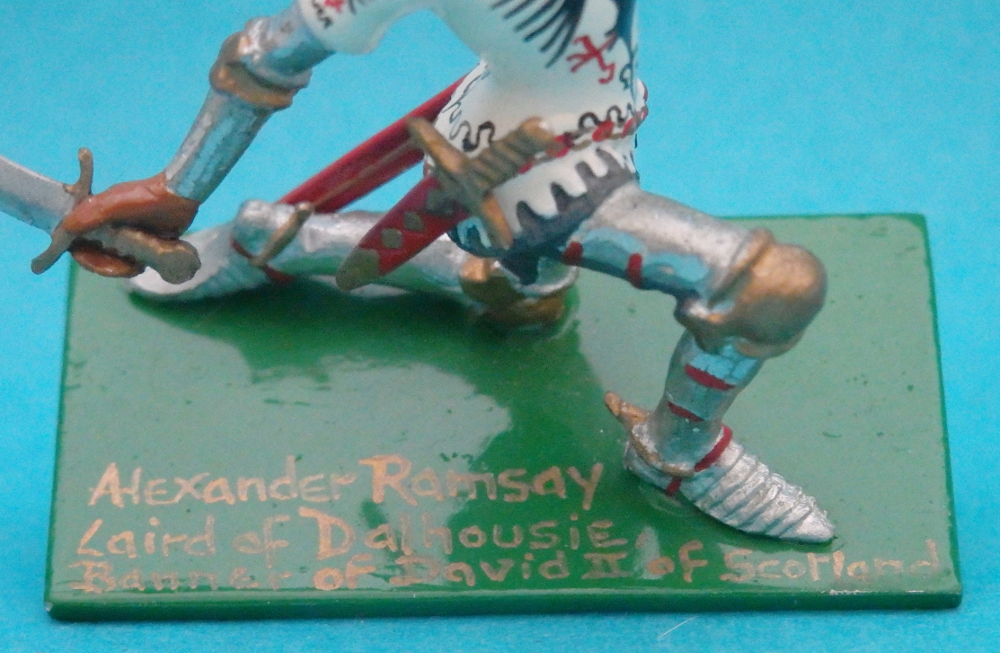 Alexander Ramsay
Laird of Dalhousie
Banner of David II of Scotland